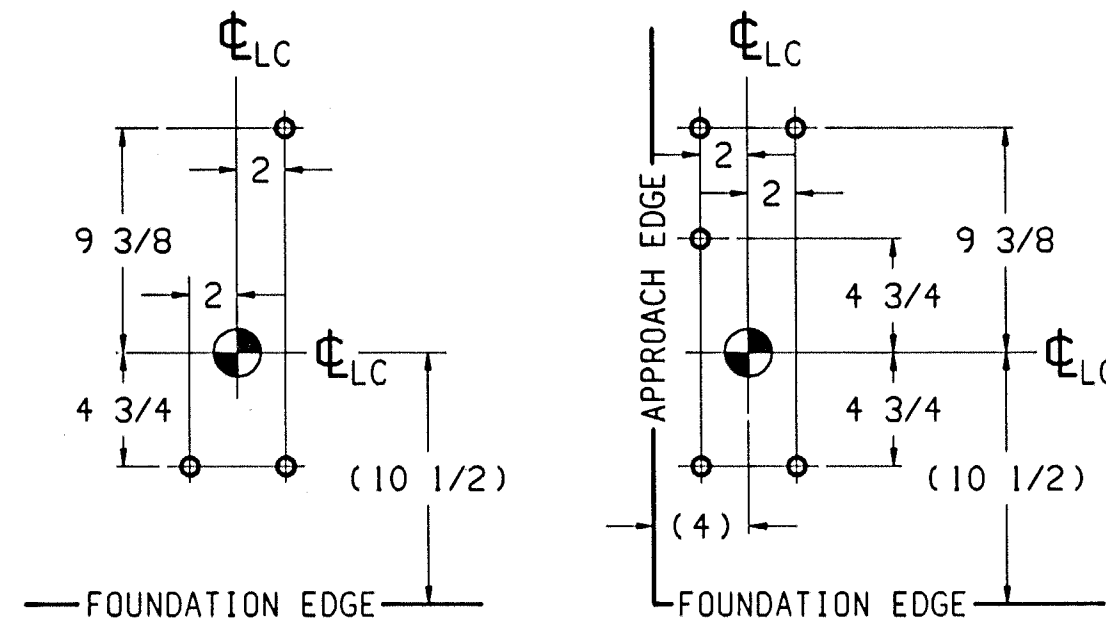 ℄LC
2
9 3/8
2
℄LC
4 3/4
(10 1/2)
FOUNDATION EDGE
℄LC
2
2
APPROACH EDGE
9 3/8
4 3/4
℄LC
4 3/4
(10 1/2)
(4)
FOUNDATION EDGE